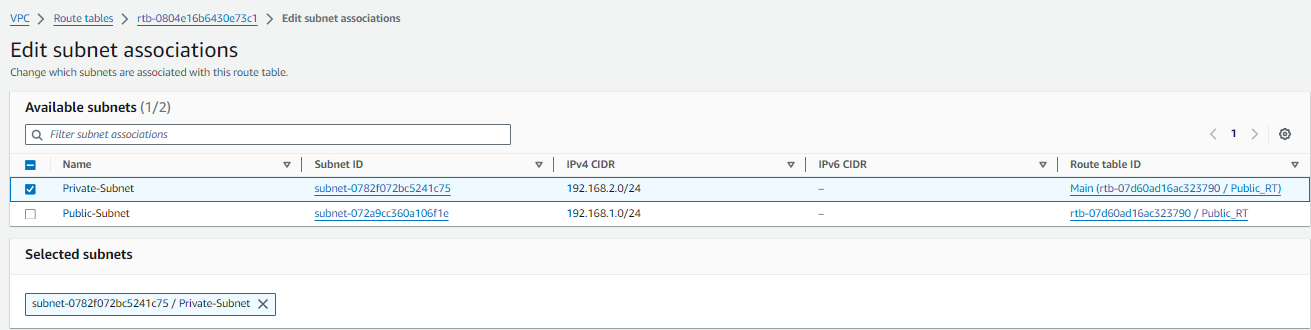 VPC > Route tables > rtb-0804e16b6430e73c1 > Edit subnet associations
Edit subnet associations
Change which subnets are associated with this route table.
Available subnets (1/2)
Filter subnet associations
1
Name Subnet ID IPv4 CIDR IPv6 CIDR Route table ID
Private-Subnet subnet-0782f072bc5241c75 192.168.2.0/24 – Main (rtb-07d60ad16ac323790 / Public_RT)
Public-Subnet subnet-072a9cc360a106f1e 192.168.1.0/24 – rtb-07d60ad16ac323790 / Public_RT
Selected subnets
subnet-0782f072bc5241c75 / Private-Subnet